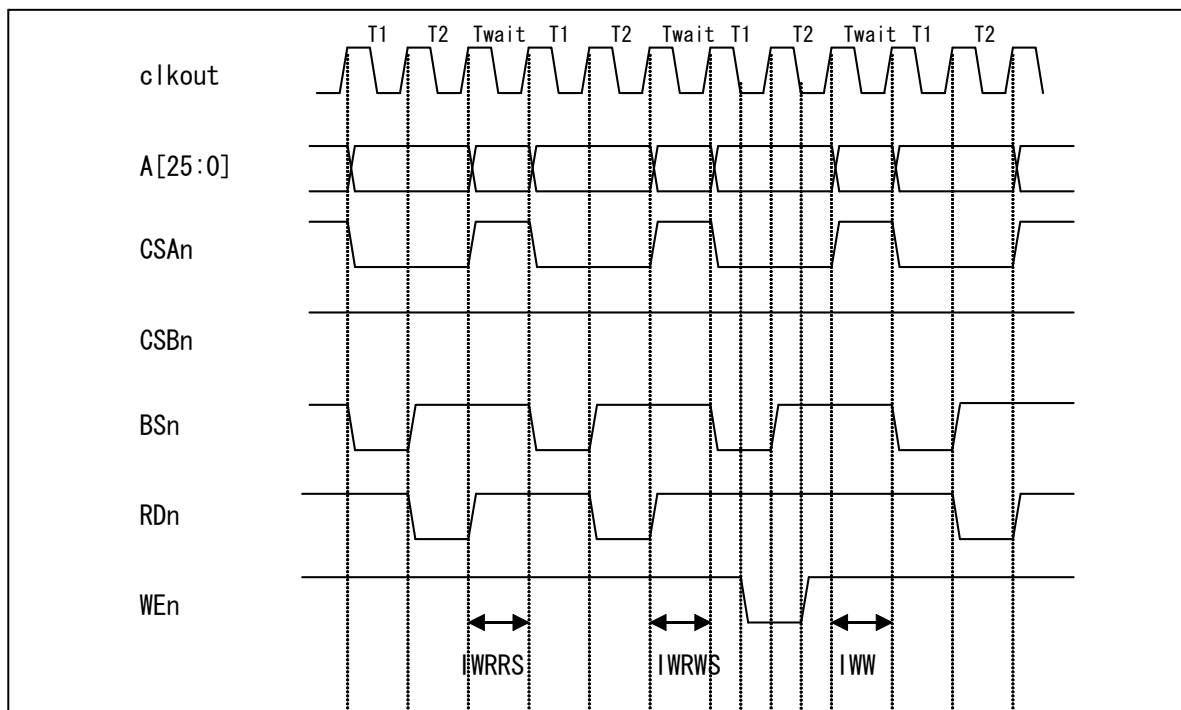 T1 T2 Twait T1 T2 Twait T1 T2 Twait T1 T2
clkout
A[25:0]
CSAn
CSBn
BSn
RDn
WEn
IWRRS IWRWS IWW